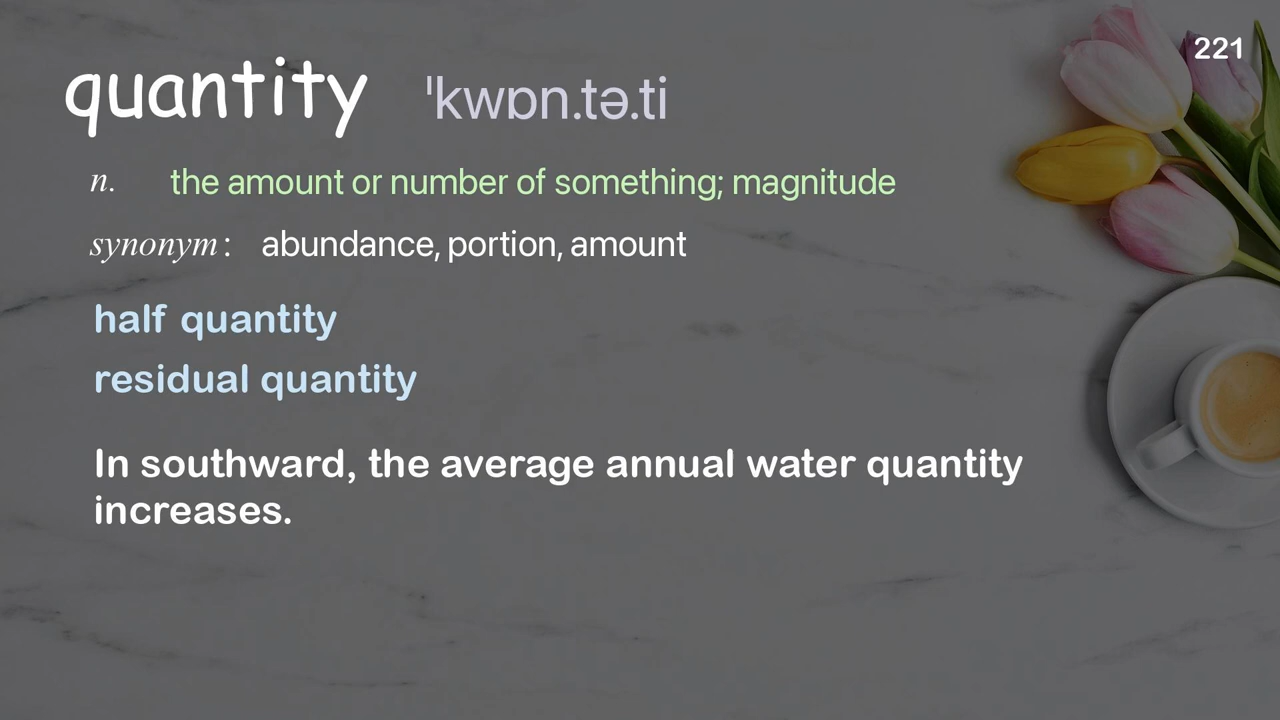 221
quantity ˈkwɒn.tə.ti
n. the amount or number of something; magnitude
synonym: abundance, portion, amount
half quantity
residual quantity
In southward, the average annual water quantity
increases.